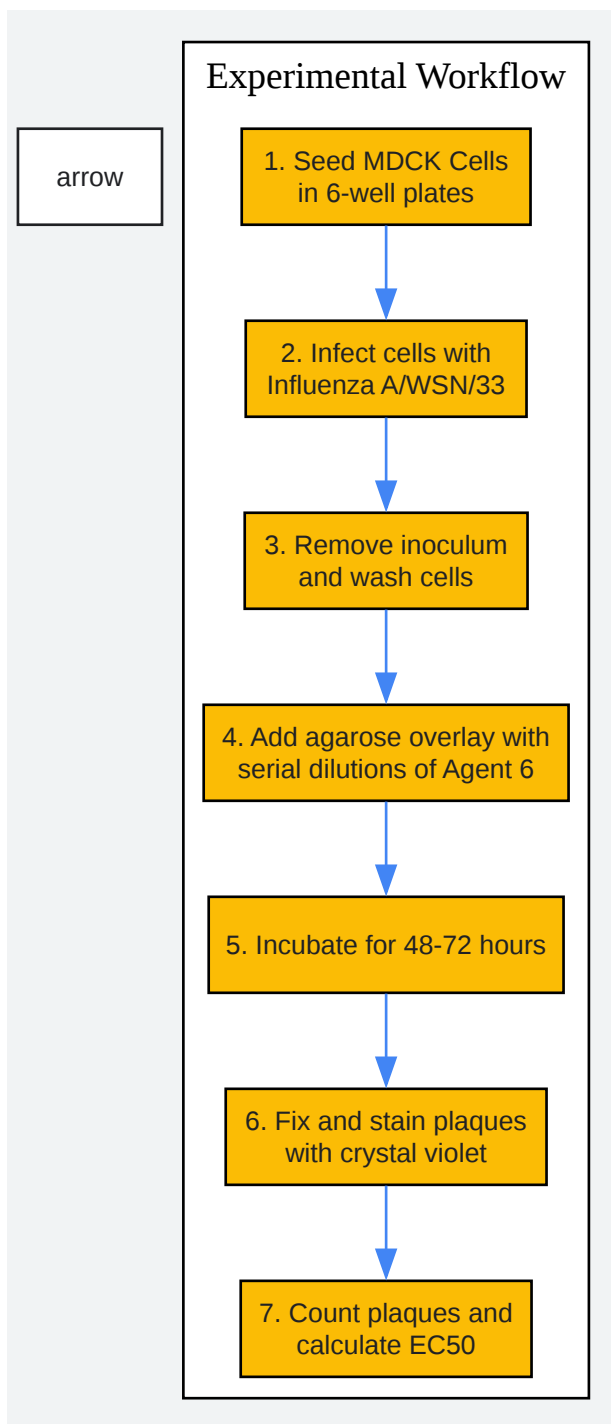 Experimental Workflow
arrow
1. Seed MDCK Cells
in 6-well plates
2. Infect cells with
Influenza A/WSN/33
3. Remove inoculum
and wash cells
4. Add agarose overlay with
serial dilutions of Agent 6
5. Incubate for 48-72 hours
6. Fix and stain plaques
with crystal violet
7. Count plaques and
calculate EC50